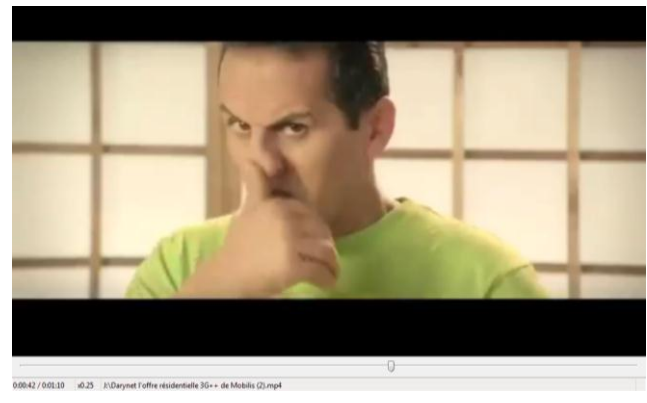 0:00:42 / 0:01:10 x0.25 J:\Darynet l'offre résidentielle 3G++ de Mobilis (2).mp4